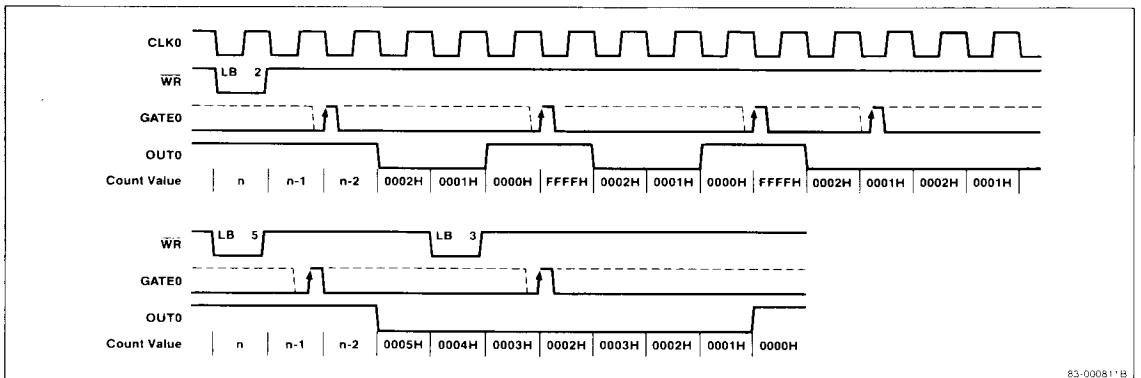 CLK0
WR LB 2
GATE0
OUT0
Count Value n n-1 n-2 0002H 0001H 0000H FFFFH 0002H 0001H 0000H FFFFH 0002H 0001H 0002H 0001H
WR LB 5 LB 3
GATE0
OUT0
Count Value n n-1 n-2 0005H 0004H 0003H 0002H 0003H 0002H 0001H 0000H
83-000811B